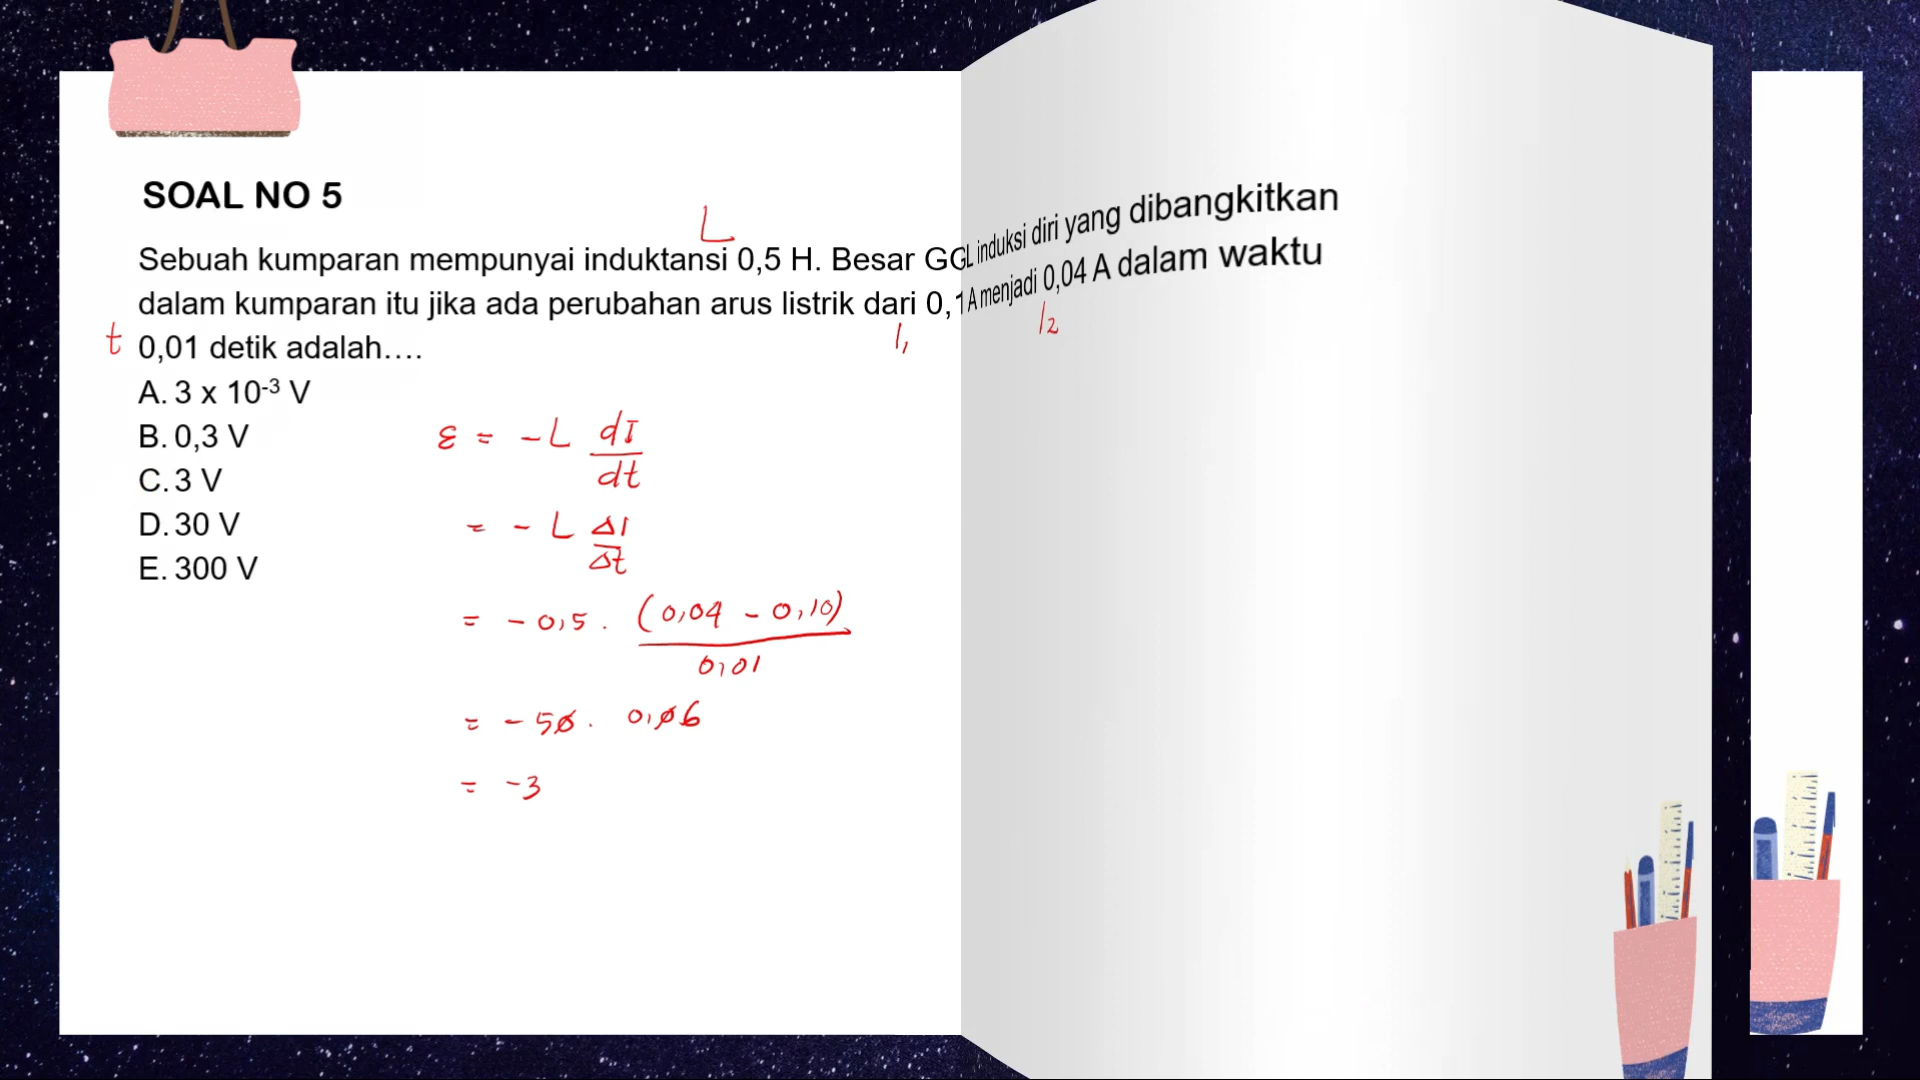 SOAL NO 5
L
Sebuah kumparan mempunyai induktansi 0,5 H. Besar GGL induksi diri yang dibangkitkan
dalam kumparan itu jika ada perubahan arus listrik dari 0,1 A menjadi 0,04 A dalam waktu
t 0,01 detik adalah.... I₁ I₂
A. 3 x 10⁻³ V
B. 0,3 V
C. 3 V
D. 30 V
E. 300 V
ε = -L dI/dt
= - L ΔI/Δt
= - 0,5 . (0,04 - 0,10)/0,01
= - 50 . 0,06
= -3